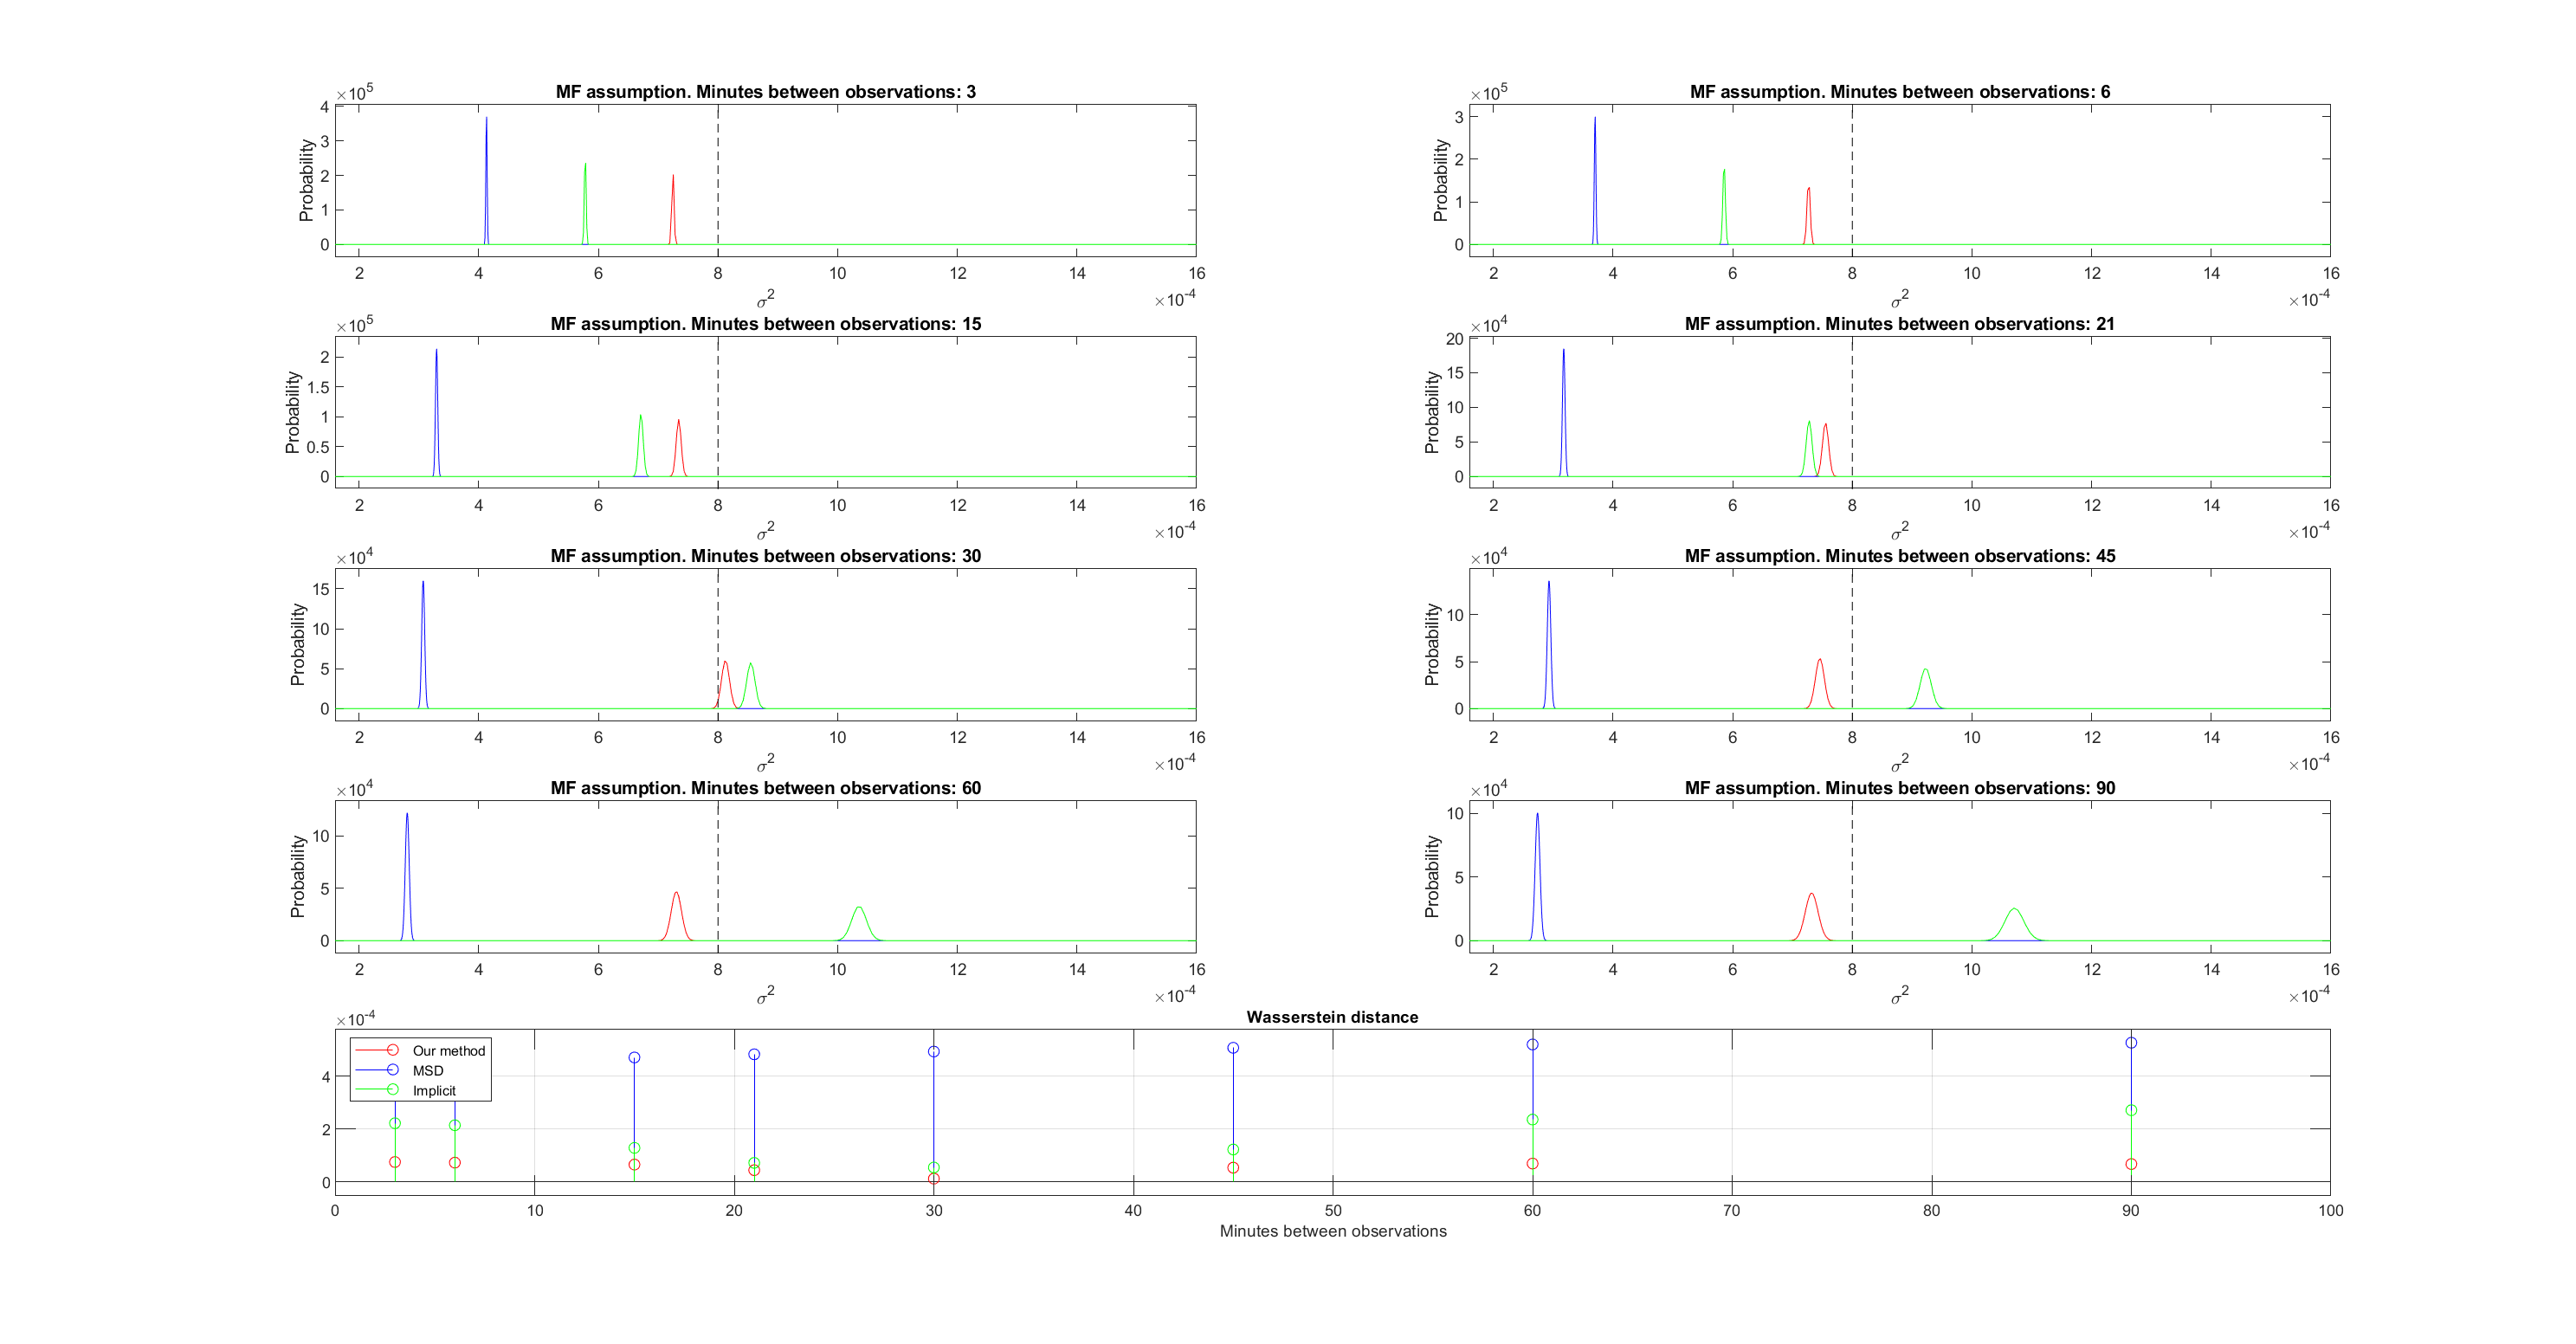 MF assumption. Minutes between observations: 3
×10^5
4
3
2
1
0
Probability
2 4 6 8 10 12 14 16
σ^2
×10^-4
MF assumption. Minutes between observations: 6
×10^5
3
2
1
0
Probability
2 4 6 8 10 12 14 16
σ^2
×10^-4
MF assumption. Minutes between observations: 15
×10^5
2
1.5
1
0.5
0
Probability
2 4 6 8 10 12 14 16
σ^2
×10^-4
MF assumption. Minutes between observations: 21
×10^4
20
15
10
5
0
Probability
2 4 6 8 10 12 14 16
σ^2
×10^-4
MF assumption. Minutes between observations: 30
×10^4
15
10
5
0
Probability
2 4 6 8 10 12 14 16
σ^2
×10^-4
MF assumption. Minutes between observations: 45
×10^4
10
5
0
Probability
2 4 6 8 10 12 14 16
σ^2
×10^-4
MF assumption. Minutes between observations: 60
×10^4
10
5
0
Probability
2 4 6 8 10 12 14 16
σ^2
×10^-4
MF assumption. Minutes between observations: 90
×10^4
10
5
0
Probability
2 4 6 8 10 12 14 16
σ^2
×10^-4
Wasserstein distance
×10^-4
Our method
MSD
Implicit
4
2
0
0 10 20 30 40 50 60 70 80 90 100
Minutes between observations